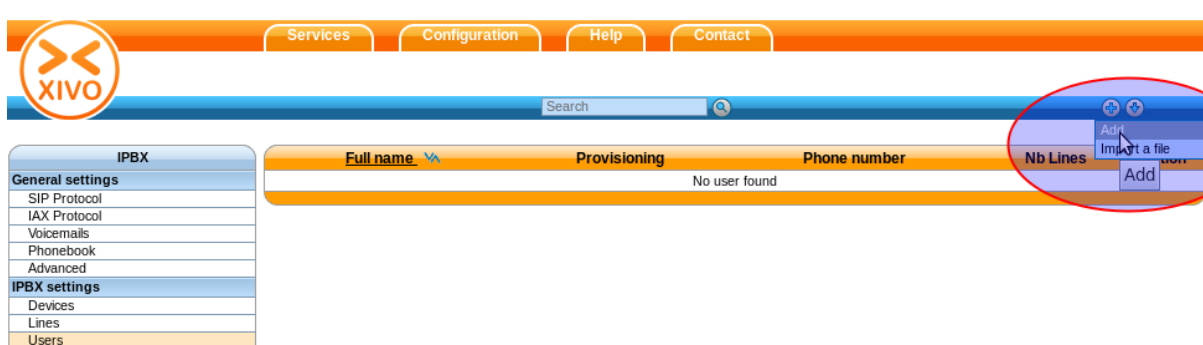 Services Configuration Help Contact
XIVO
Search
Add
Import a file
Add
IPBX
Full name Provisioning Phone number Nb Lines
No user found
General settings
SIP Protocol
IAX Protocol
Voicemails
Phonebook
Advanced
IPBX settings
Devices
Lines
Users